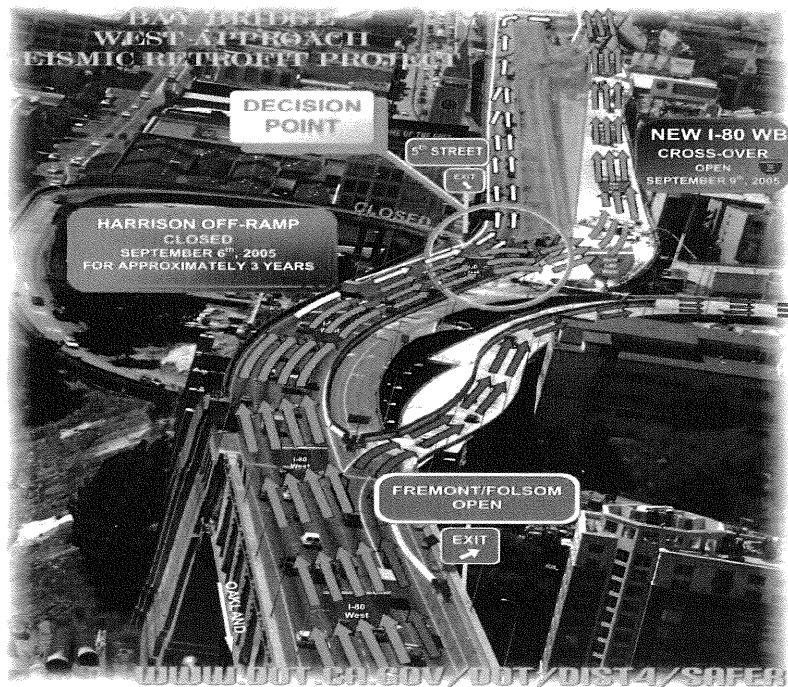 BAY BRIDGE
WEST APPROACH
SEISMIC RETROFIT PROJECT
DECISION
POINT
5TH STREET
EXIT
NEW I-80 WB
CROSS-OVER
OPEN
SEPTEMBER 9th, 2005
CLOSED
HARRISON OFF-RAMP
CLOSED
SEPTEMBER 6th, 2005
FOR APPROXIMATELY 3 YEARS
I-80
West
FREMONT/FOLSOM
OPEN
EXIT
OAKLAND
I-80
West
WWW.DOT.CA.GOV/DOT/DIST4/SAFER